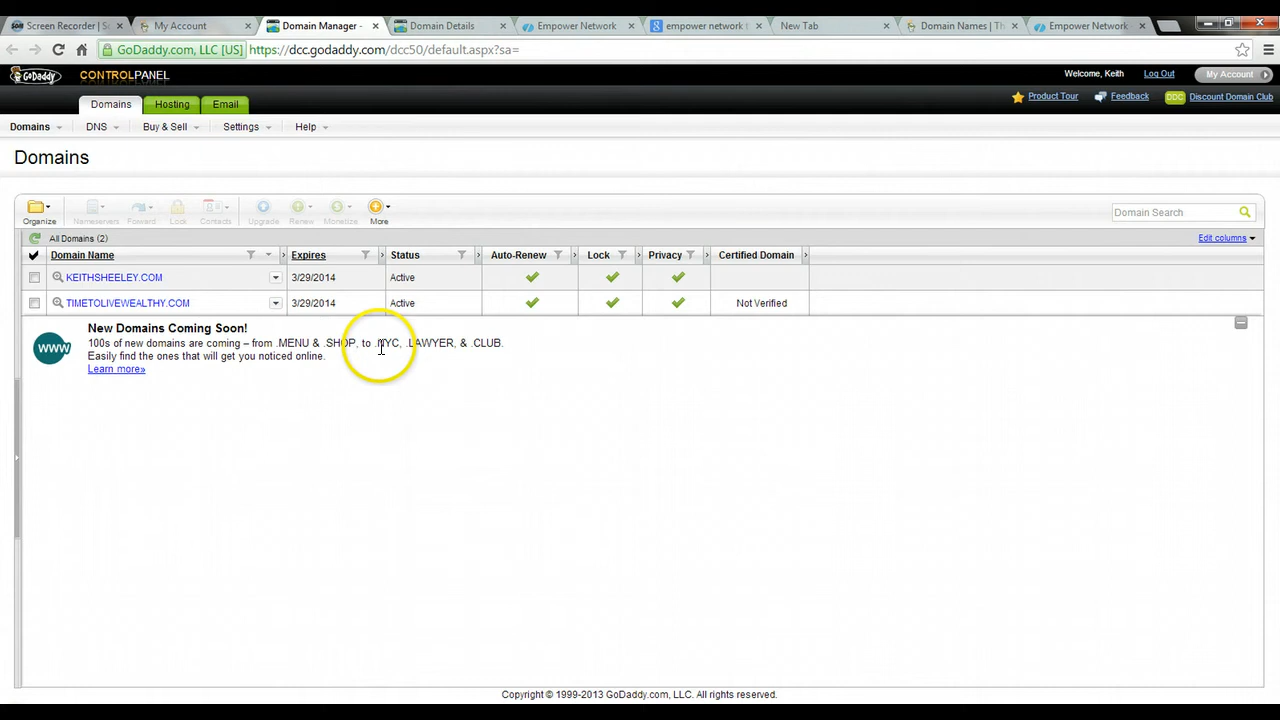 Screen Recorder | S
My Account
Domain Manager -
Domain Details
Empower Network
empower network t
New Tab
Domain Names | Th
Empower Network
GoDaddy.com, LLC [US]
https://dcc.godaddy.com/dcc50/default.aspx?sa=
GoDaddy
CONTROLPANEL
Welcome, Keith
Log Out
My Account
Domains
Hosting
Email
Product Tour
Feedback
DDC
Discount Domain Club
Domains
DNS
Buy & Sell
Settings
Help
Domains
Organize
Nameservers
Forward
Lock
Contacts
Upgrade
Renew
Monetize
More
Domain Search
All Domains (2)
Edit columns
Domain Name
Expires
Status
Auto-Renew
Lock
Privacy
Certified Domain
KEITHSHEELEY.COM
3/29/2014
Active
TIMETOLIVEWEALTHY.COM
3/29/2014
Active
Not Verified
www
New Domains Coming Soon!
100s of new domains are coming – from .MENU & .SHOP, to .NYC, .LAWYER, & .CLUB.
Easily find the ones that will get you noticed online.
Learn more»
Copyright © 1999-2013 GoDaddy.com, LLC. All rights reserved.